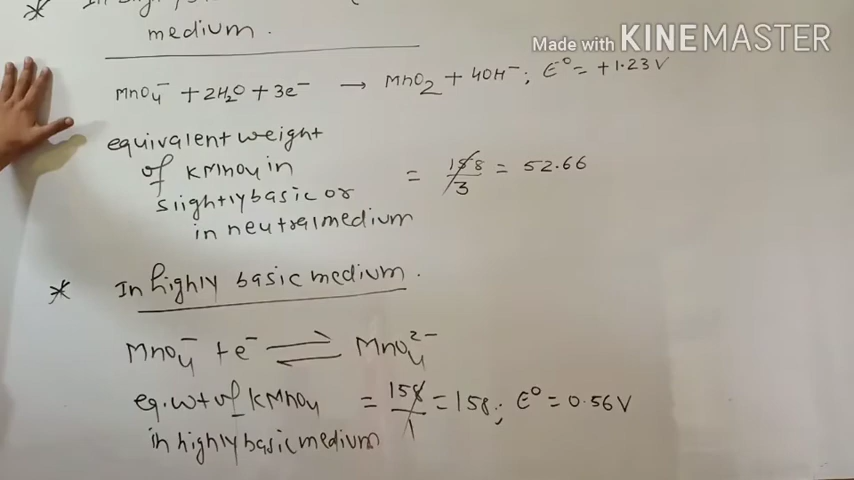 medium.
Made with KINEMASTER
MnO₄⁻ + 2H₂O + 3e⁻ → MnO₂ + 4OH⁻; E° = +1.23V
equivalent weight
of KMnO₄ in
slightly basic or
in neutral medium
= 158/3 = 52.66
* In highly basic medium.
MnO₄⁻ + e⁻ ⇌ MnO₄²⁻
eq. wt of KMnO₄ = 158/1 = 158; E° = 0.56V
in highly basic medium